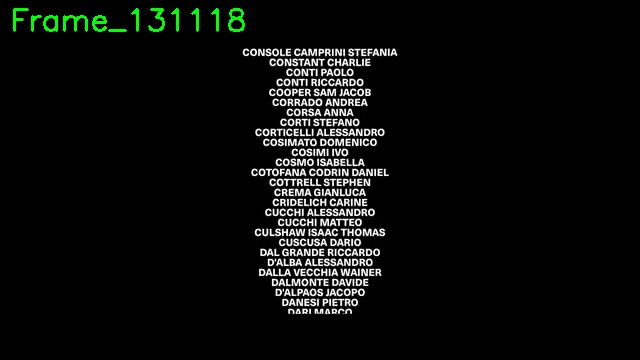 Frame_131118
CONSOLE CAMPRINI STEFANIA
CONSTANT CHARLIE
CONTI PAOLO
CONTI RICCARDO
COOPER SAM JACOB
CORRADO ANDREA
CORSA ANNA
CORTI STEFANO
CORTICELLI ALESSANDRO
COSIMATO DOMENICO
COSIMI IVO
COSMO ISABELLA
COTOFANA CODRIN DANIEL
COTTRELL STEPHEN
CREMA GIANLUCA
CRIDELICH CARINE
CUCCHI ALESSANDRO
CUCCHI MATTEO
CULSHAW ISAAC THOMAS
CUSCUSA DARIO
DAL GRANDE RICCARDO
D'ALBA ALESSANDRO
DALLA VECCHIA WAINER
DALMONTE DAVIDE
D'ALPAOS JACOPO
DANESI PIETRO
DARI MARCO